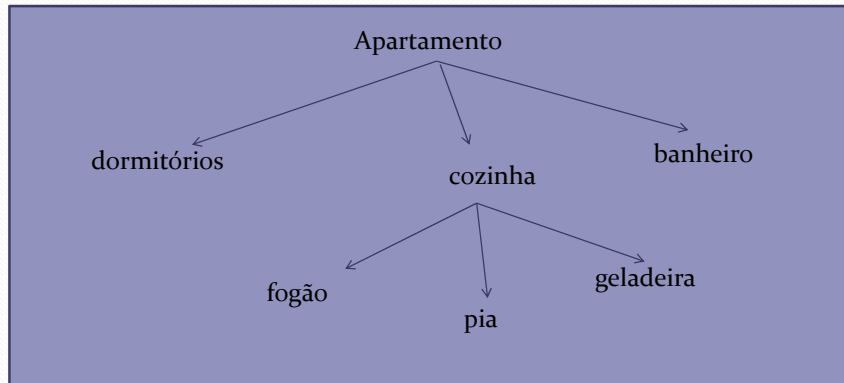 Apartamento
dormitórios
banheiro
cozinha
fogão
geladeira
pia